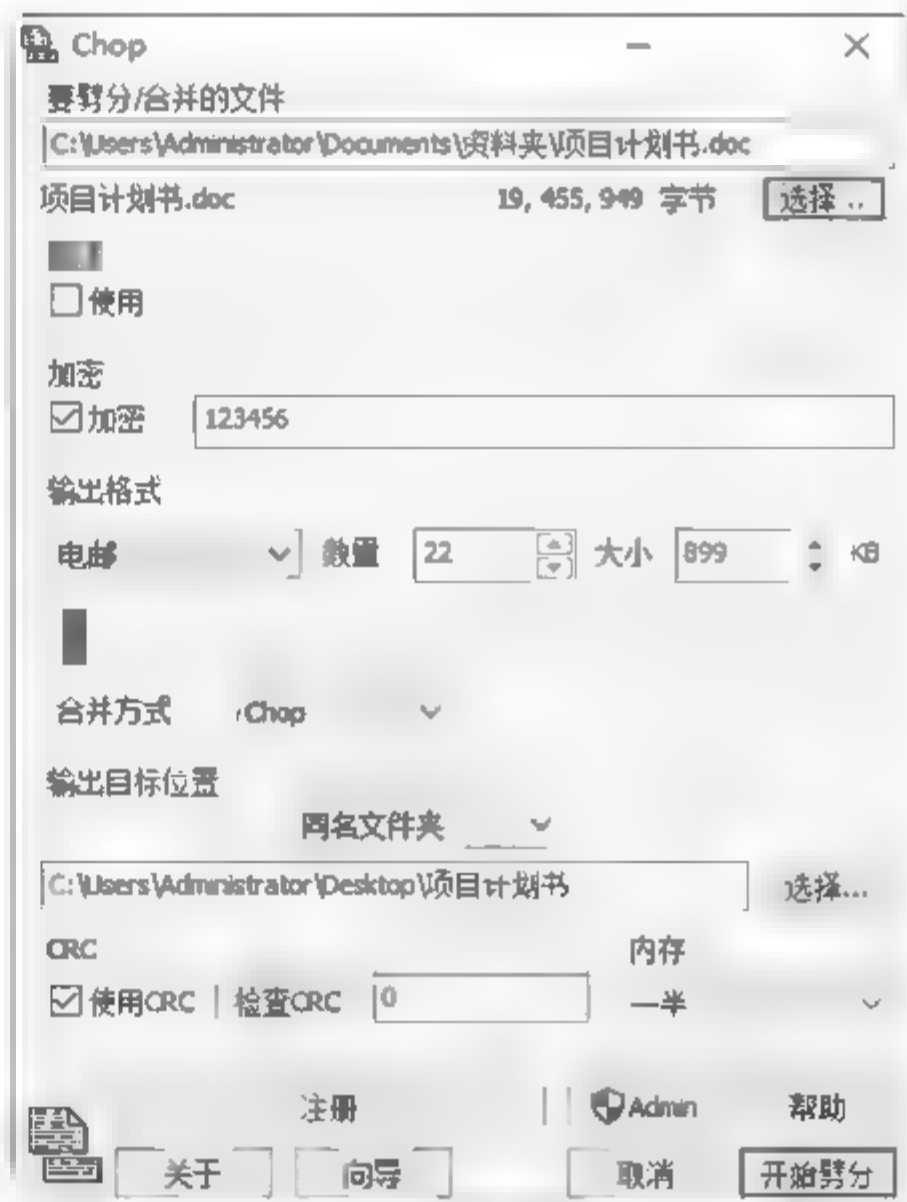 Chop
要劈分/合并的文件
C:\Users\Administrator\Documents\资料夹\项目计划书.doc
项目计划书.doc 19, 455, 949 字节 选择 ..
使用
加密
加密 123456
输出格式
电邮 数量 22 大小 899 KB
合并方式 Chop
输出目标位置
同名文件夹
C:\Users\Administrator\Desktop\项目计划书 选择...
CRC 内存
使用CRC 检查CRC 0 一半
注册 Admin 帮助
关于 向导 取消 开始劈分